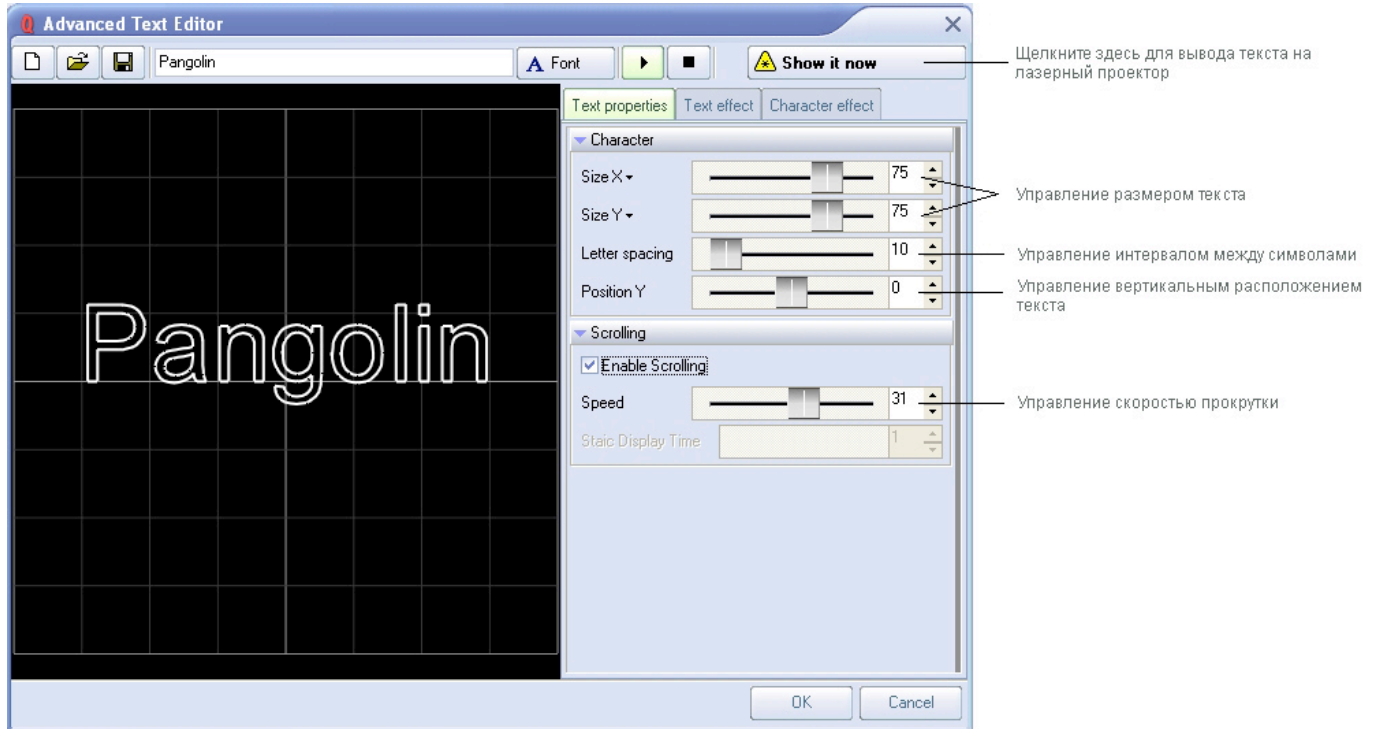 Advanced Text Editor
Pangolin
A Font
Show it now
Щелкните здесь для вывода текста на
лазерный проектор
Text properties
Text effect
Character effect
Character
Size X
75
Size Y
75
Управление размером текста
Letter spacing
10
Управление интервалом между символами
Position Y
0
Управление вертикальным расположением
текста
Scrolling
Enable Scrolling
Speed
31
Управление скоростью прокрутки
Staic Display Time
1
Pangolin
OK
Cancel